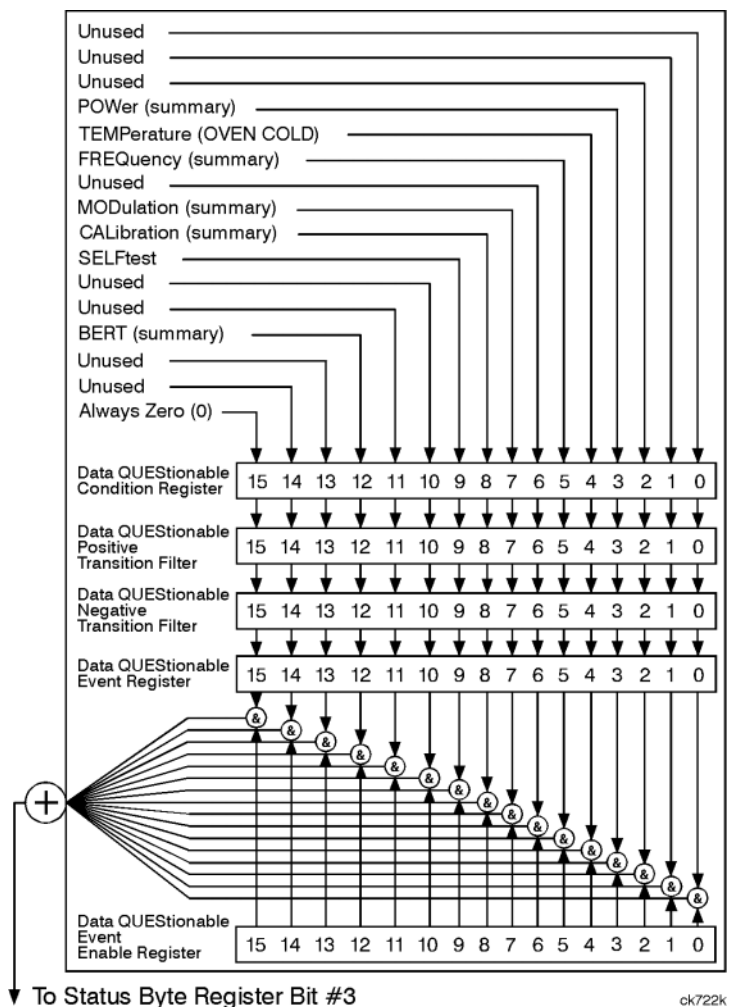 Unused
Unused
Unused
POWer (summary)
TEMPerature (OVEN COLD)
FREQuency (summary)
Unused
MODulation (summary)
CALibration (summary)
SELFtest
Unused
Unused
BERT (summary)
Unused
Unused
Always Zero (0)
Data QUEStionable
Condition Register
15 14 13 12 11 10 9 8 7 6 5 4 3 2 1 0
Data QUEStionable
Positive
Transition Filter
15 14 13 12 11 10 9 8 7 6 5 4 3 2 1 0
Data QUEStionable
Negative
Transition Filter
15 14 13 12 11 10 9 8 7 6 5 4 3 2 1 0
Data QUEStionable
Event Register
15 14 13 12 11 10 9 8 7 6 5 4 3 2 1 0
& & & & & & & & & & & & & & & &
+
Data QUEStionable
Event
Enable Register
15 14 13 12 11 10 9 8 7 6 5 4 3 2 1 0
To Status Byte Register Bit #3
ck722k